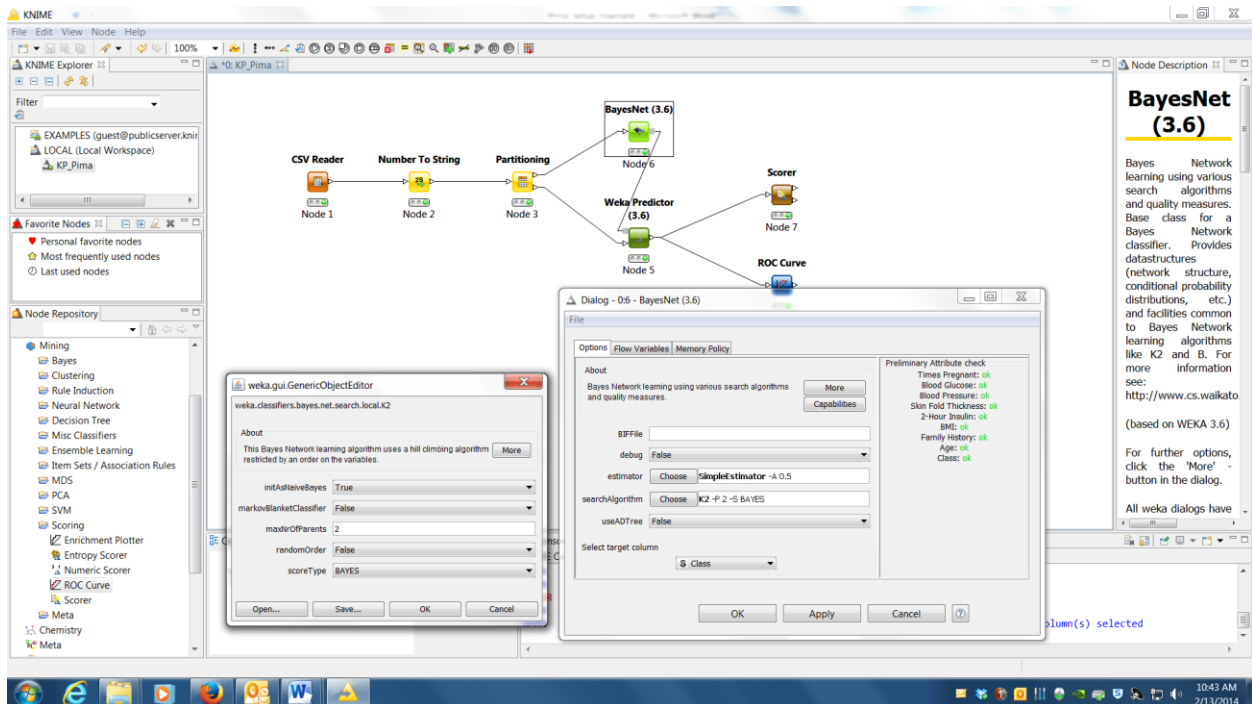 KNIME
File Edit View Node Help
100%
KNIME Explorer
Filter
EXAMPLES (guest@publicserver.knir
LOCAL (Local Workspace)
KP_Pima
Favorite Nodes
Personal favorite nodes
Most frequently used nodes
Last used nodes
Node Repository
Mining
Bayes
Clustering
Rule Induction
Neural Network
Decision Tree
Misc Classifiers
Ensemble Learning
Item Sets / Association Rules
MDS
PCA
SVM
Scoring
Enrichment Plotter
Entropy Scorer
Numeric Scorer
ROC Curve
Scorer
Meta
Chemistry
Meta
*0: KP_Pima
CSV Reader
Node 1
Number To String
Node 2
Partitioning
Node 3
BayesNet (3.6)
Node 6
Weka Predictor
(3.6)
Node 5
Scorer
Node 7
ROC Curve
weka.gui.GenericObjectEditor
weka.classifiers.bayes.net.search.local.K2
About
This Bayes Network learning algorithm uses a hill climbing algorithm
restricted by an order on the variables.
More
initAsNaiveBayes True
markovBlanketClassifier False
maxNrOfParents 2
randomOrder False
scoreType BAYES
Open... Save... OK Cancel
Dialog - 0:6 - BayesNet (3.6)
File
Options Flow Variables Memory Policy
About
Bayes Network learning using various search algorithms
and quality measures.
More
Capabilities
BIFFile
debug False
estimator Choose SimpleEstimator -A 0.5
searchAlgorithm Choose K2 -P 2 -S BAYES
useADTree False
Select target column
S Class
Preliminary Attribute check
Times Pregnant: ok
Blood Glucose: ok
Blood Pressure: ok
Skin Fold Thickness: ok
2-Hour Insulin: ok
BMI: ok
Family History: ok
Age: ok
Class: ok
OK Apply Cancel
olumn(s) selected
Node Description
BayesNet
(3.6)
Bayes Network
learning using various
search algorithms
and quality measures.
Base class for a
Bayes Network
classifier. Provides
datastructures
(network structure,
conditional probability
distributions, etc.)
and facilities common
to Bayes Network
learning algorithms
like K2 and B. For
more information
see:
http://www.cs.waikato.
(based on WEKA 3.6)
For further options,
click the 'More' -
button in the dialog.
All weka dialogs have
10:43 AM
2/13/2014